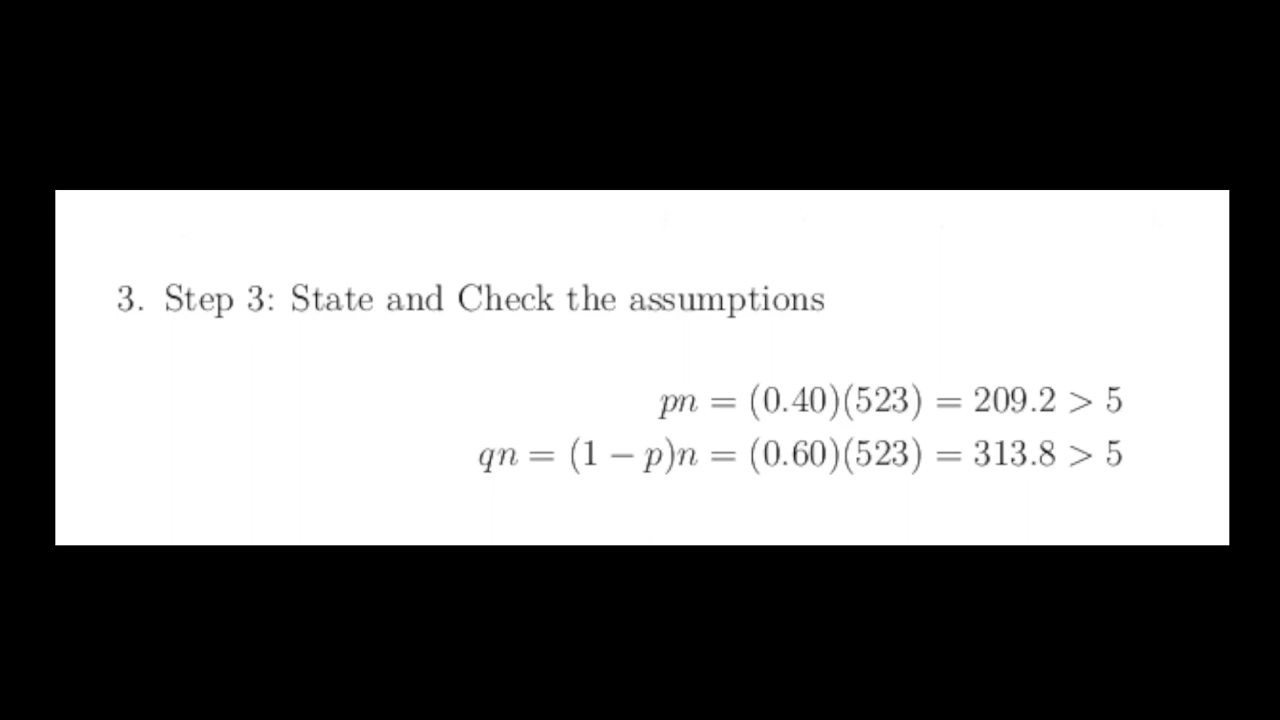 3. Step 3: State and Check the assumptions
pn = (0.40)(523) = 209.2 > 5
qn = (1 − p)n = (0.60)(523) = 313.8 > 5